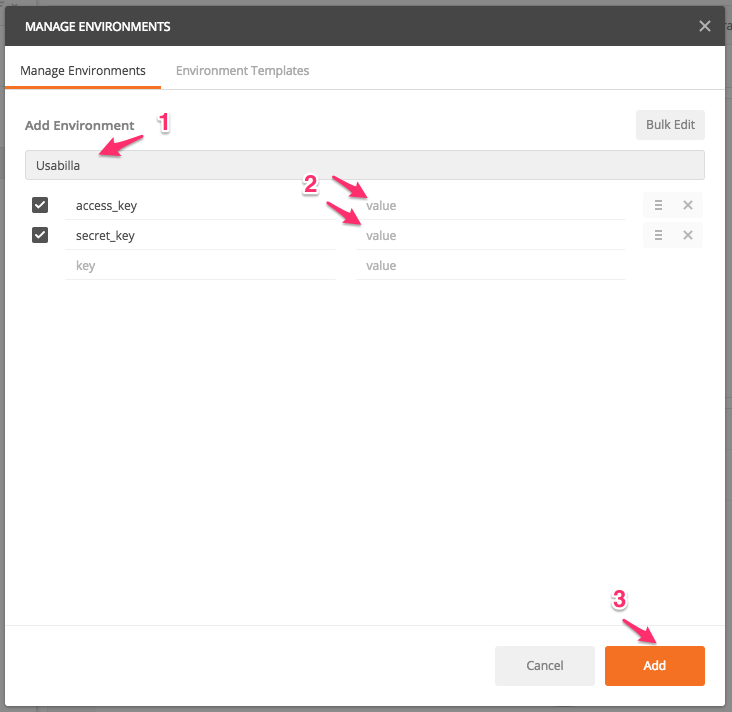 MANAGE ENVIRONMENTS
Manage Environments Environment Templates
Add Environment 1 Bulk Edit
Usabilla
2
access_key value
secret_key value
key value
3
Cancel Add